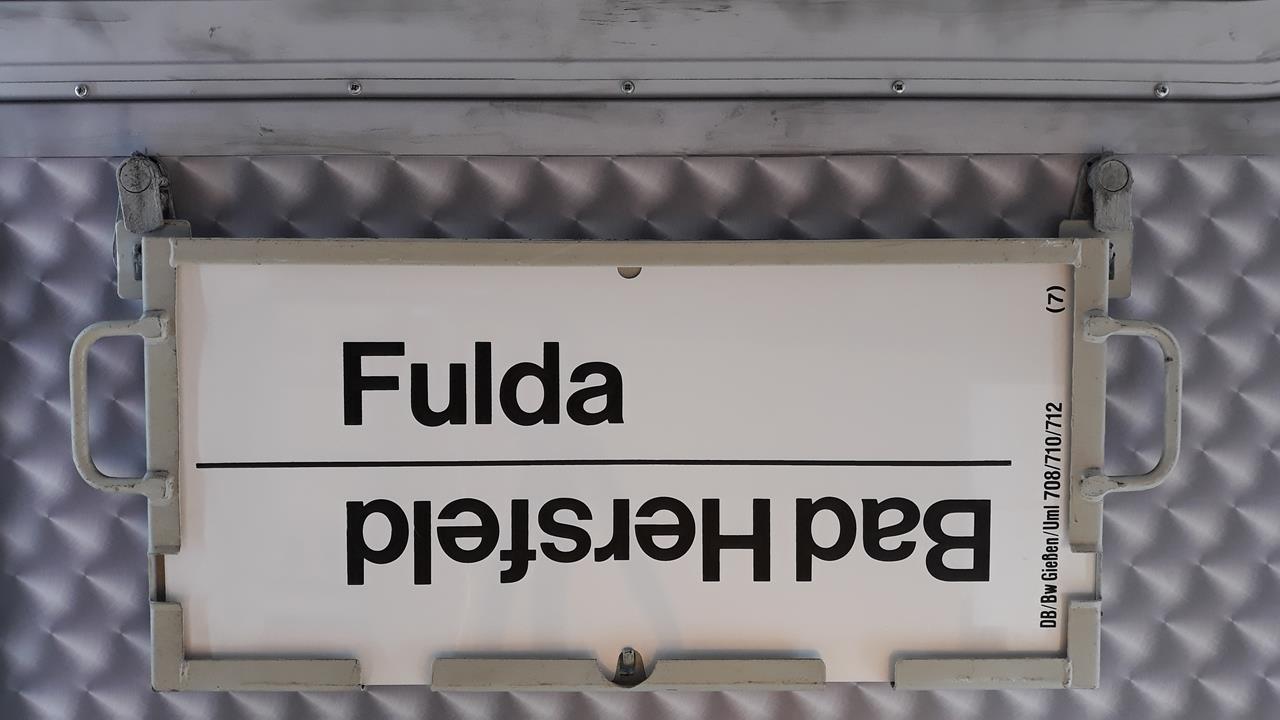 Fulda
Bad Hersfeld
DB/Bw Gießen/Uml 708/710/712 (7)